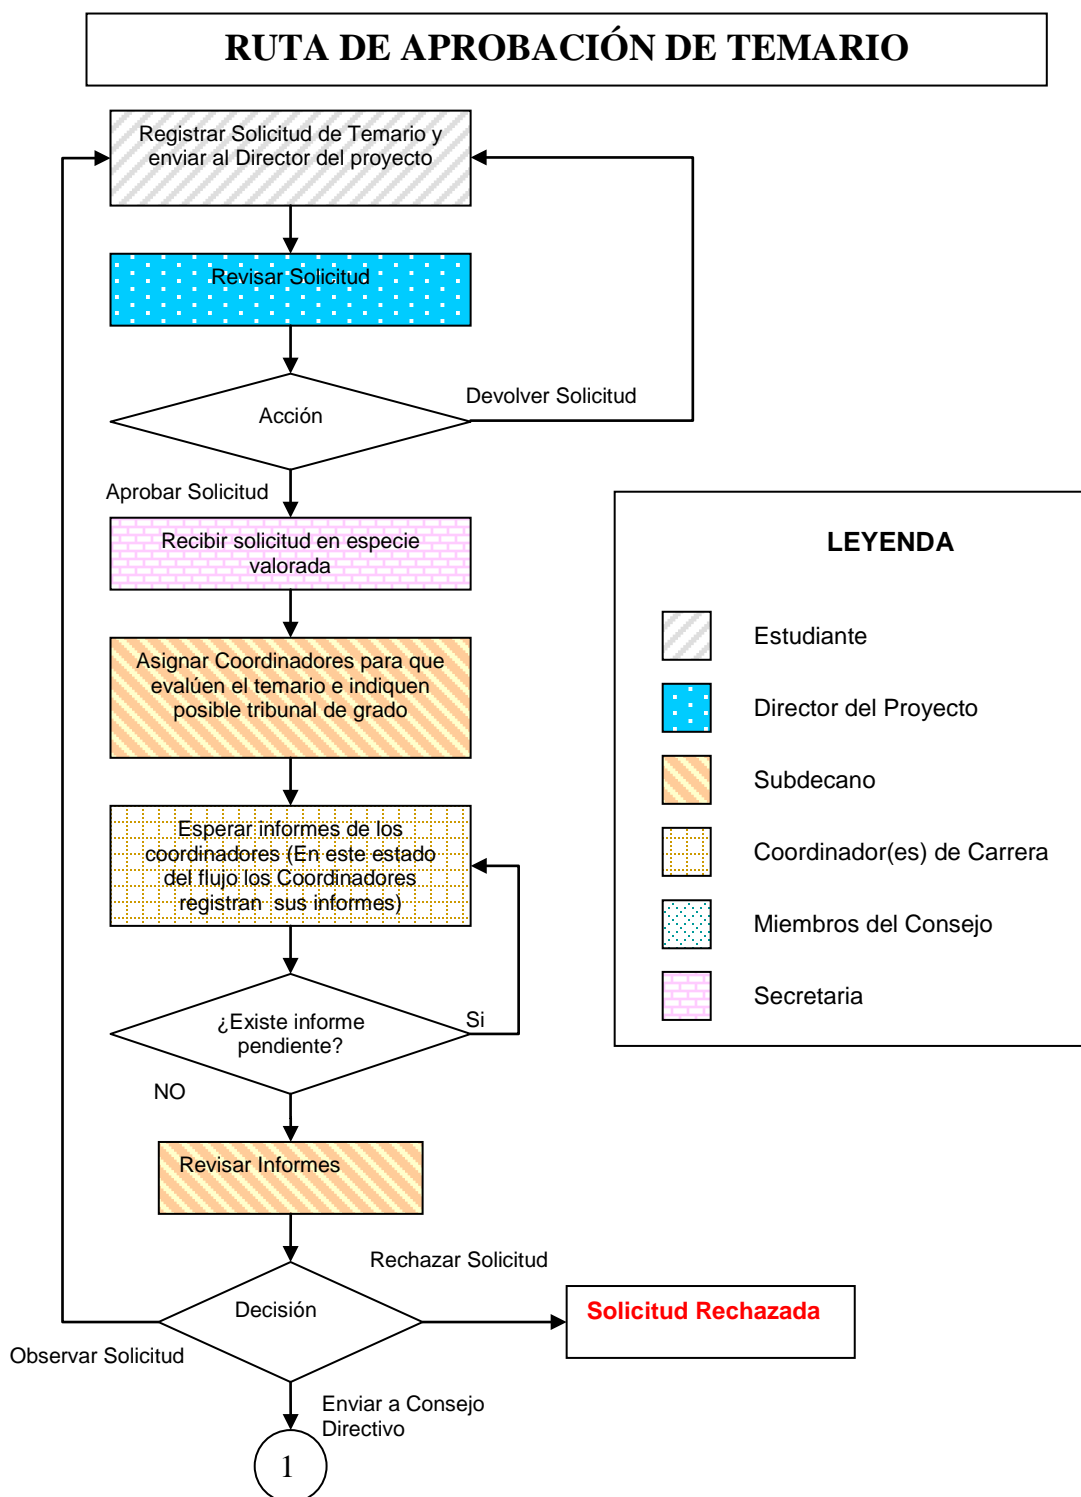 RUTA DE APROBACIÓN DE TEMARIO
Registrar Solicitud de Temario y
enviar al Director del proyecto
Revisar Solicitud
Acción
Devolver Solicitud
Aprobar Solicitud
Recibir solicitud en especie
valorada
Asignar Coordinadores para que
evalúen el temario e indiquen
posible tribunal de grado
Esperar informes de los
coordinadores (En este estado
del flujo los Coordinadores
registran sus informes)
¿Existe informe
pendiente?
Si
NO
Revisar Informes
Rechazar Solicitud
Decisión
Solicitud Rechazada
Observar Solicitud
Enviar a Consejo
Directivo
1
LEYENDA
Estudiante
Director del Proyecto
Subdecano
Coordinador(es) de Carrera
Miembros del Consejo
Secretaria